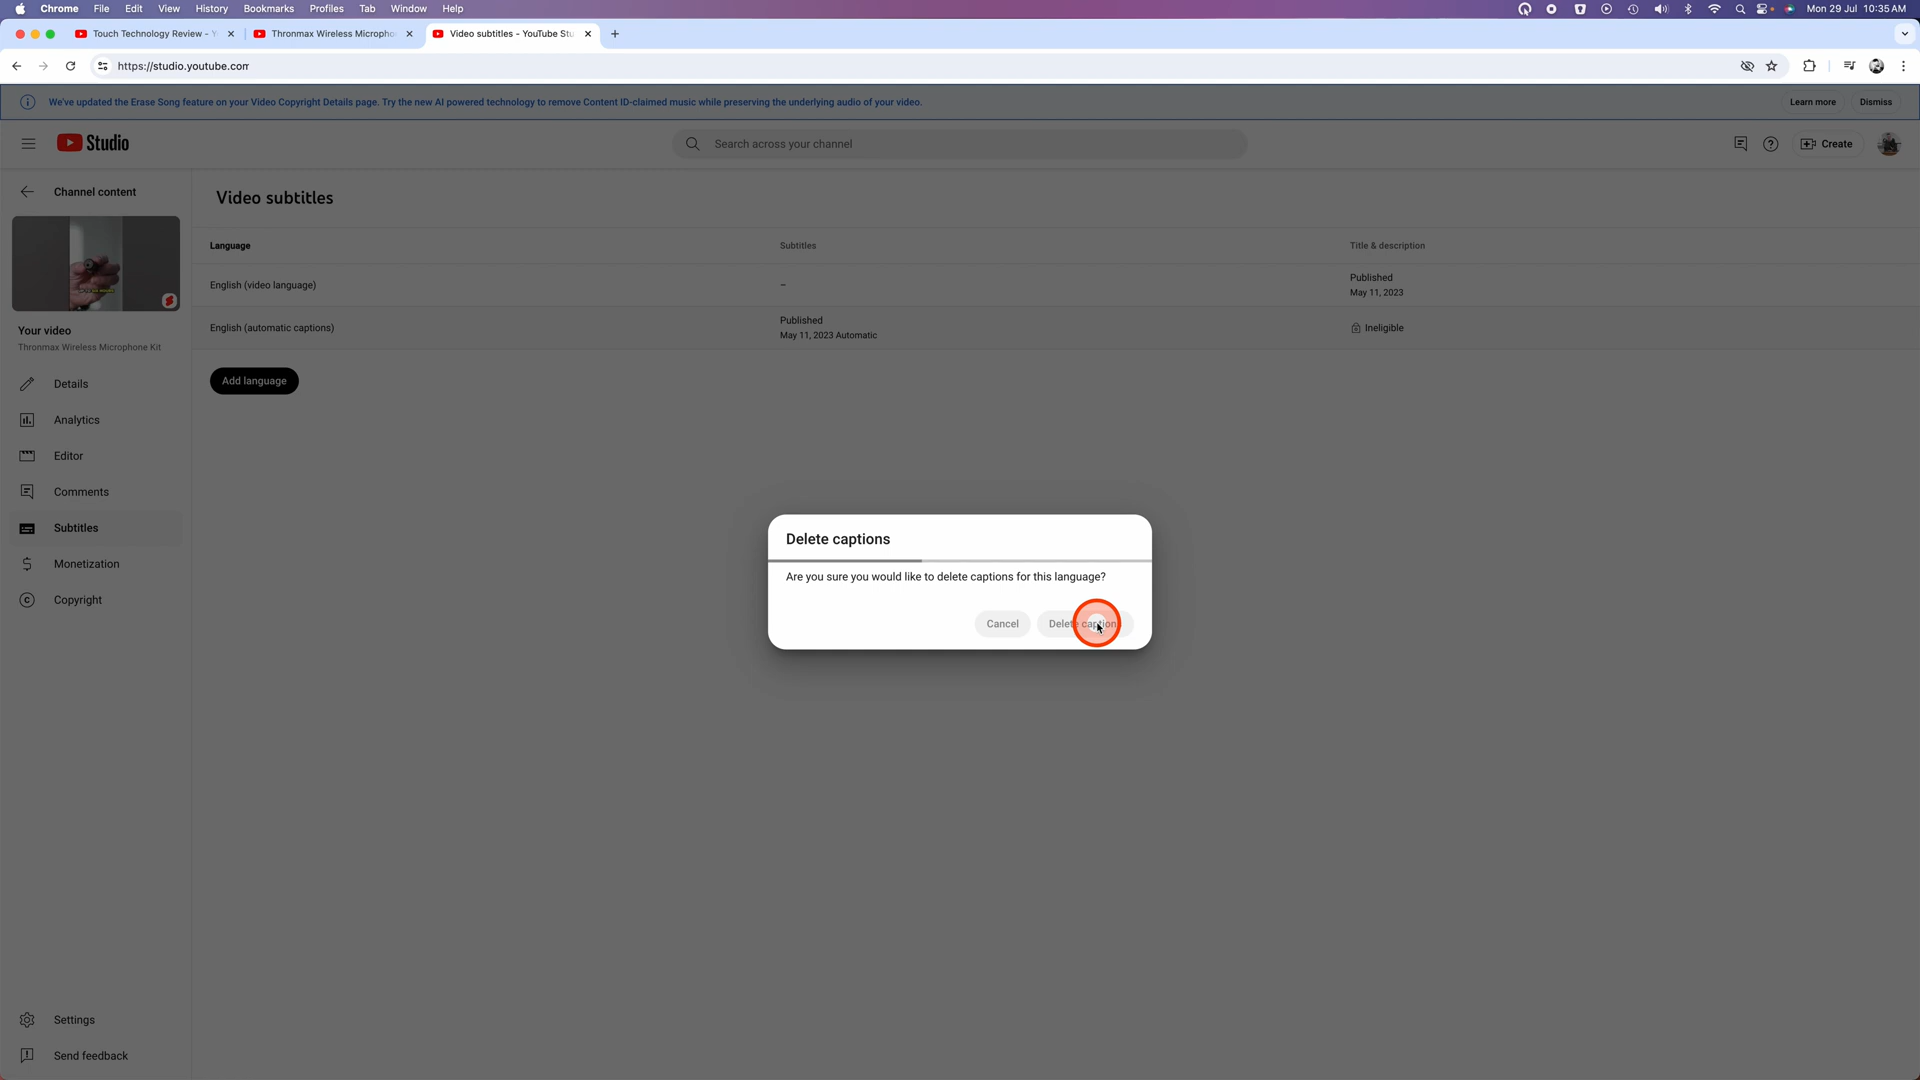 Chrome File Edit View History Bookmarks Profiles Tab Window Help
Mon 29 Jul 10:35 AM
Touch Technology Review -
Thronmax Wireless Micropho
Video subtitles - YouTube Stu
https://studio.youtube.com
We've updated the Erase Song feature on your Video Copyright Details page. Try the new AI powered technology to remove Content ID-claimed music while preserving the underlying audio of your video.
Learn more
Dismiss
Studio
Search across your channel
Create
Channel content
Video subtitles
Language
Subtitles
Title & description
English (video language)
–
Published
May 11, 2023
English (automatic captions)
Published
May 11, 2023 Automatic
Ineligible
Add language
Your video
Thronmax Wireless Microphone Kit
Details
Analytics
Editor
Comments
Subtitles
Monetization
Copyright
Delete captions
Are you sure you would like to delete captions for this language?
Cancel
Delete caption
Settings
Send feedback